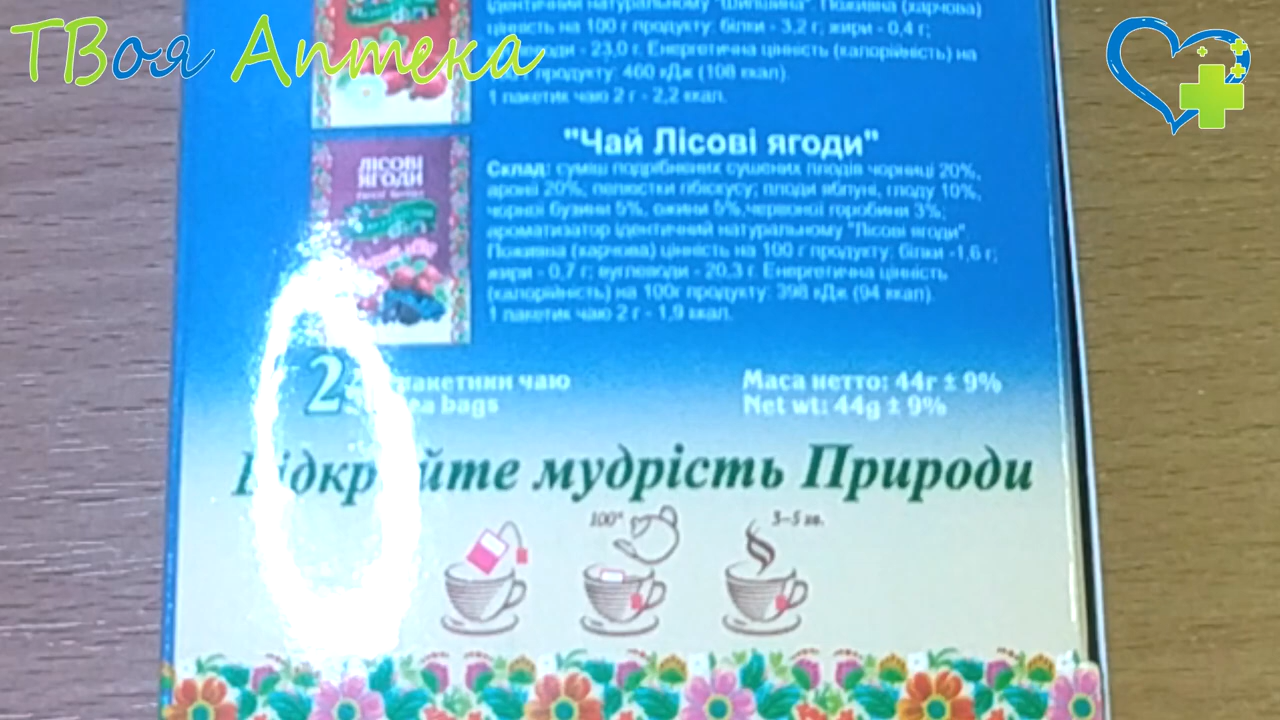 ТВоя Аптека
ідентичний натуральному "Шипшина". Поживна (харчова)
цінність на 100 г продукту: білки - 3,2 г; жири - 0,4 г;
- 23,0 г. Енергетична цінність (калорійність) на
продукту: 460 кДж (108 ккал).
1 пакетик чаю 2 г - 2,2 ккал.
"Чай Лісові ягоди"
Склад: суміш подрібнених сушених плодів чорниці 20%,
аронії 20%, пелюстки гібіскусу; плоди яблуні, глоду 10%,
чорної бузини 5%, ожини 5%,червоної горобини 3%;
ароматизатор ідентичний натуральному "Лісові ягоди".
Поживна (харчова) цінність на 100 г продукту: білки -1,6 г;
жири - 0,7 г; вуглеводи - 20,3 г. Енергетична цінність
(калорійність) на 100г продукту: 398 кДж (94 ккал).
1 пакетик чаю 2 г - 1,9 ккал.
ЛІСОВІ
ЯГОДИ
Forest berries
пакетики чаю
tea bags
Маса нетто: 44г ± 9%
Net wt: 44g ± 9%
Відкрийте мудрість Природи
100°
3–5 хв.